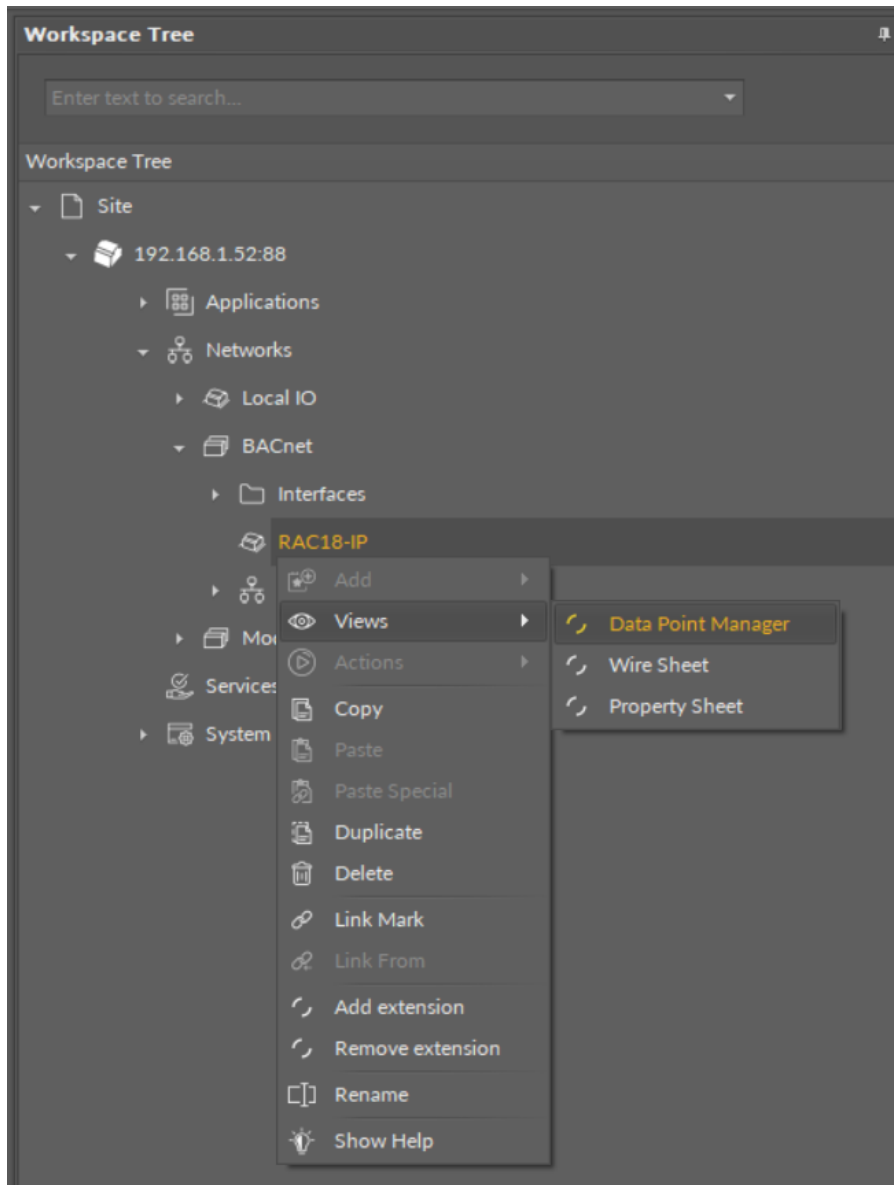 Workspace Tree
Enter text to search...
Workspace Tree
Site
192.168.1.52:88
Applications
Networks
Local IO
BACnet
Interfaces
RAC18-IP
Add
Views
Data Point Manager
Wire Sheet
Property Sheet
Actions
Services
System
Copy
Paste
Paste Special
Duplicate
Delete
Link Mark
Link From
Add extension
Remove extension
Rename
Show Help